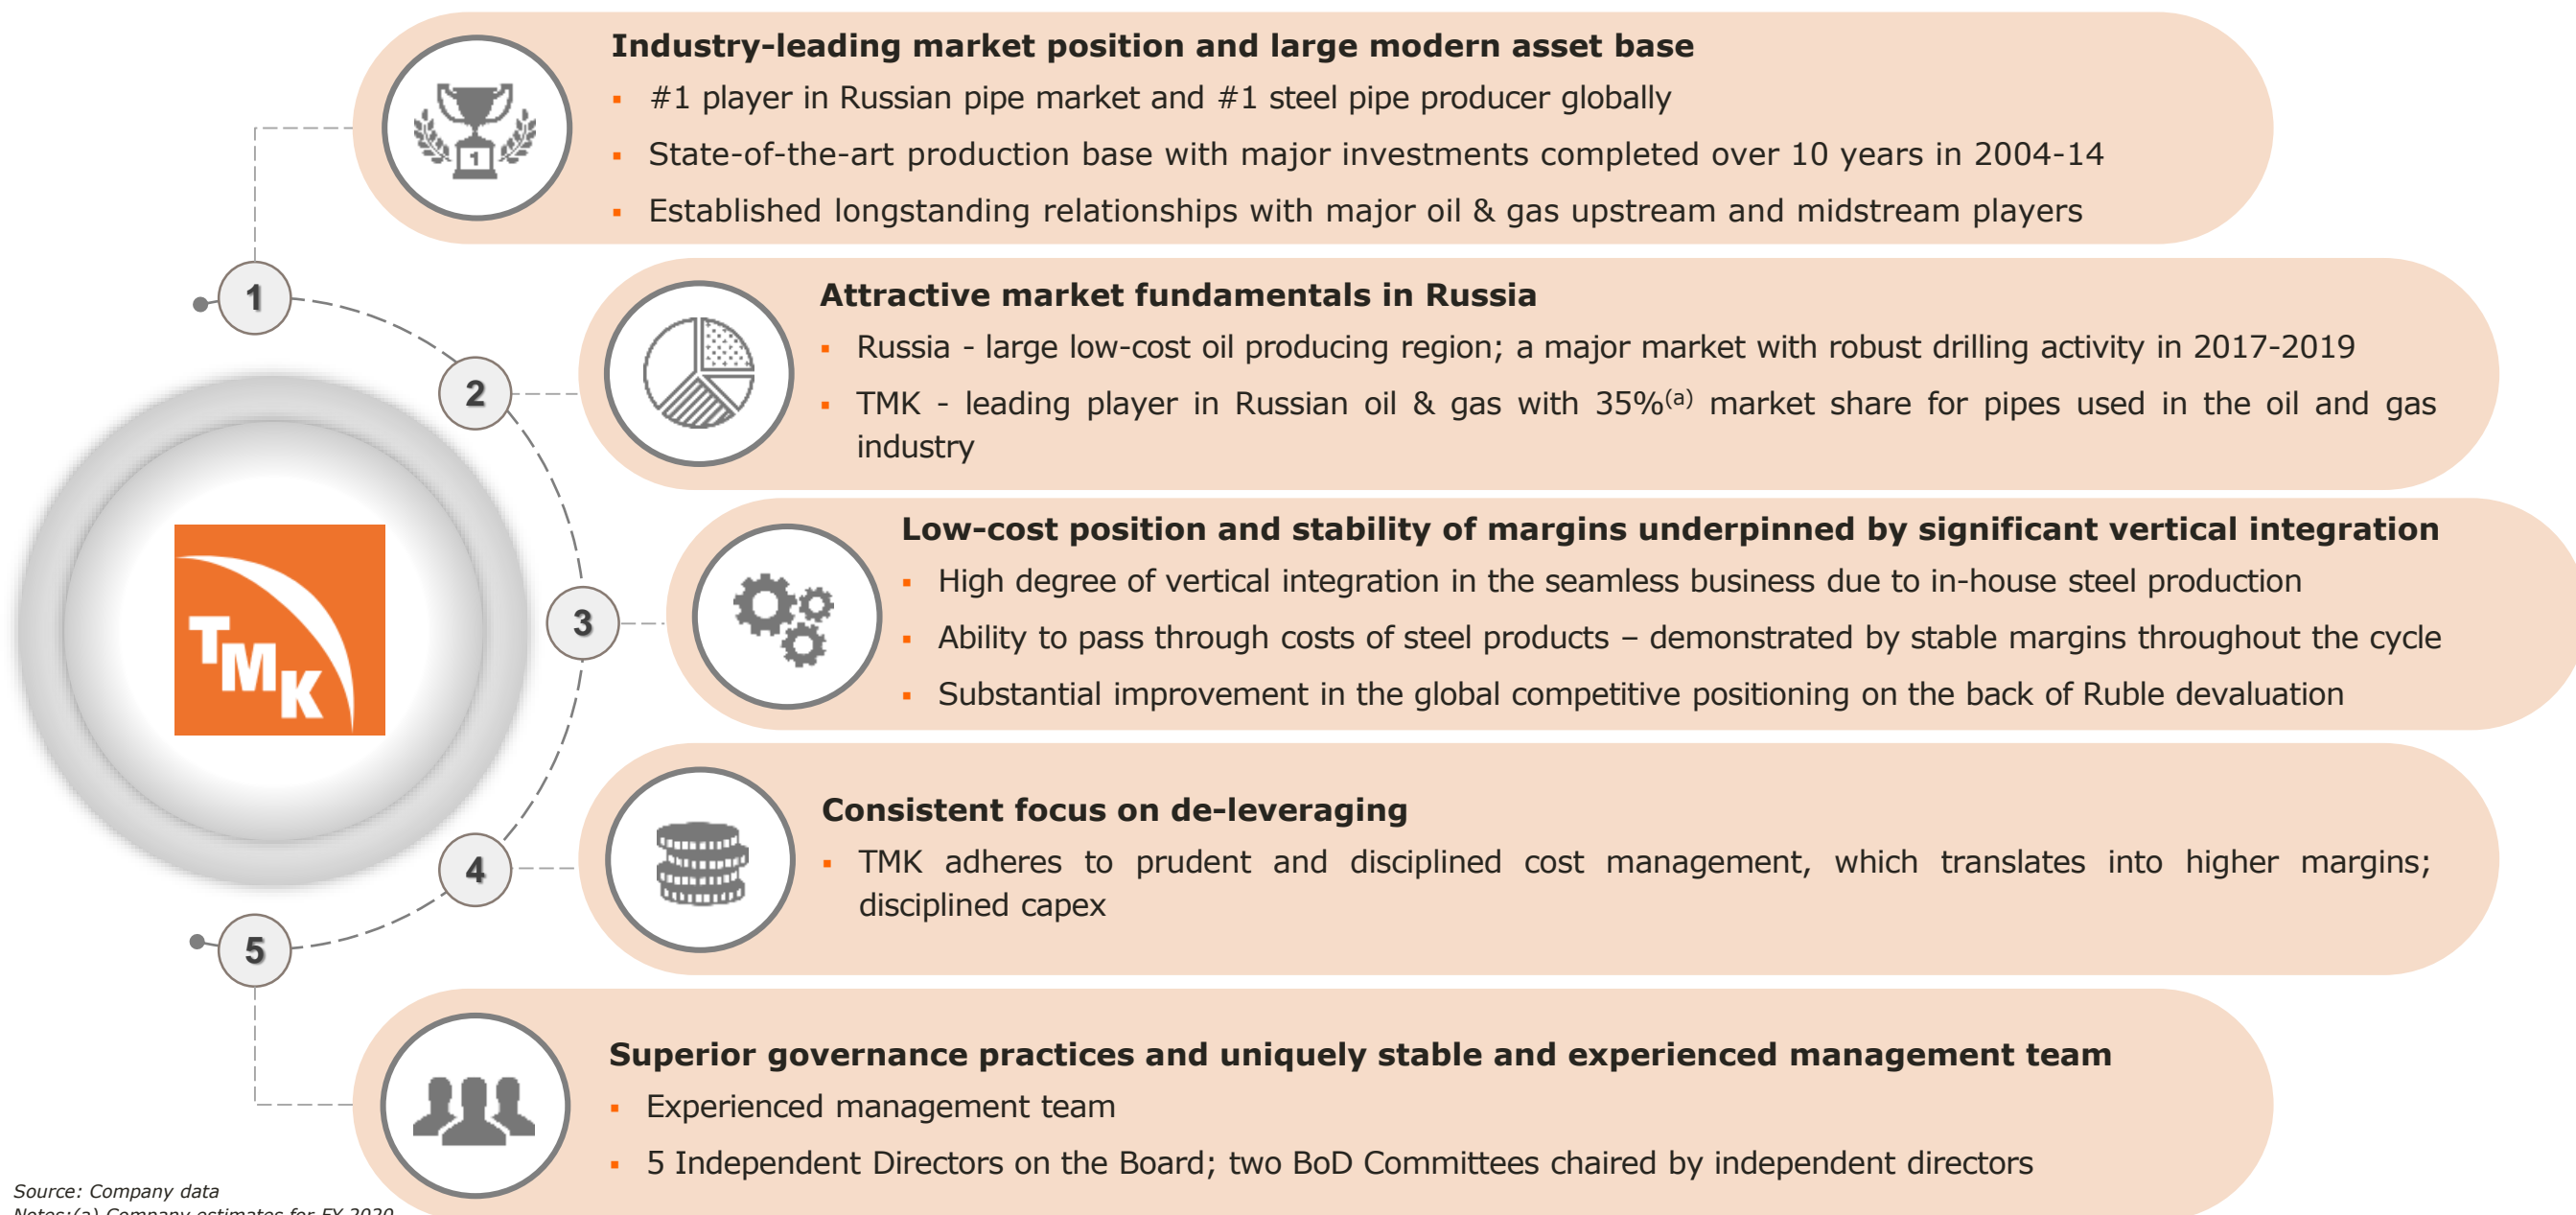 Industry-leading market position and large modern asset base
▪ #1 player in Russian pipe market and #1 steel pipe producer globally
▪ State-of-the-art production base with major investments completed over 10 years in 2004-14
▪ Established longstanding relationships with major oil & gas upstream and midstream players
1
Attractive market fundamentals in Russia
▪ Russia - large low-cost oil producing region; a major market with robust drilling activity in 2017-2019
▪ TMK - leading player in Russian oil & gas with 35%(a) market share for pipes used in the oil and gas
industry
2
Low-cost position and stability of margins underpinned by significant vertical integration
▪ High degree of vertical integration in the seamless business due to in-house steel production
▪ Ability to pass through costs of steel products – demonstrated by stable margins throughout the cycle
▪ Substantial improvement in the global competitive positioning on the back of Ruble devaluation
3
TMK
Consistent focus on de-leveraging
▪ TMK adheres to prudent and disciplined cost management, which translates into higher margins;
disciplined capex
4
5
Superior governance practices and uniquely stable and experienced management team
▪ Experienced management team
▪ 5 Independent Directors on the Board; two BoD Committees chaired by independent directors
1
Source: Company data
Notes:(a) Company estimates for FY 2020